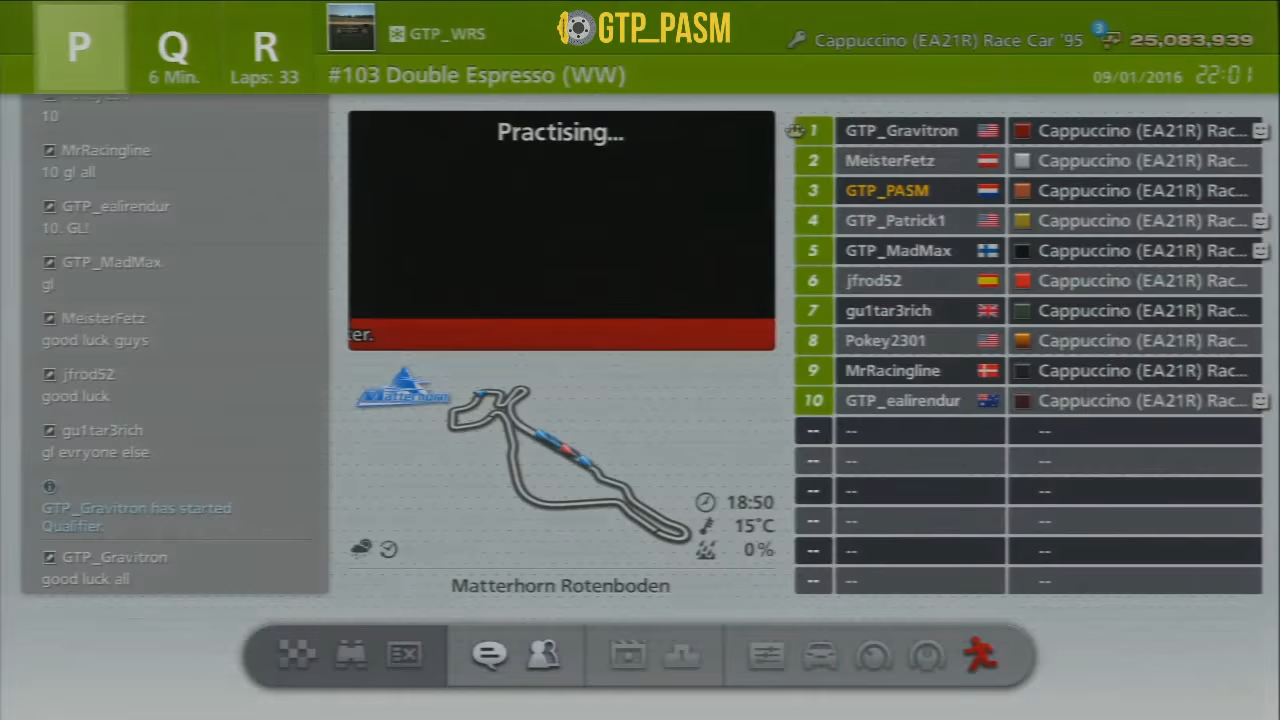 P
Q
6 Min.
R
Laps: 33
GTP_WRS
GTP_PASM
Cappuccino (EA21R) Race Car '95
3
25,083,939
#103 Double Espresso (WW)
09/01/2016 22:01
10
MrRacingline
10 gl all
GTP_ealirendur
10. GL!
GTP_MadMax
gl
MeisterFetz
good luck guys
jfrod52
good luck
gu1tar3rich
gl evryone else
GTP_Gravitron has started
Qualifier.
GTP_Gravitron
good luck all
Practising...
ter.
Matterhorn
18:50
15°C
0%
Matterhorn Rotenboden
1 GTP_Gravitron Cappuccino (EA21R) Rac...
2 MeisterFetz Cappuccino (EA21R) Rac...
3 GTP_PASM Cappuccino (EA21R) Rac...
4 GTP_Patrick1 Cappuccino (EA21R) Rac...
5 GTP_MadMax Cappuccino (EA21R) Rac...
6 jfrod52 Cappuccino (EA21R) Rac...
7 gu1tar3rich Cappuccino (EA21R) Rac...
8 Pokey2301 Cappuccino (EA21R) Rac...
9 MrRacingline Cappuccino (EA21R) Rac...
10 GTP_ealirendur Cappuccino (EA21R) Rac...
-- -- --
-- -- --
-- -- --
-- -- --
-- -- --
-- -- --